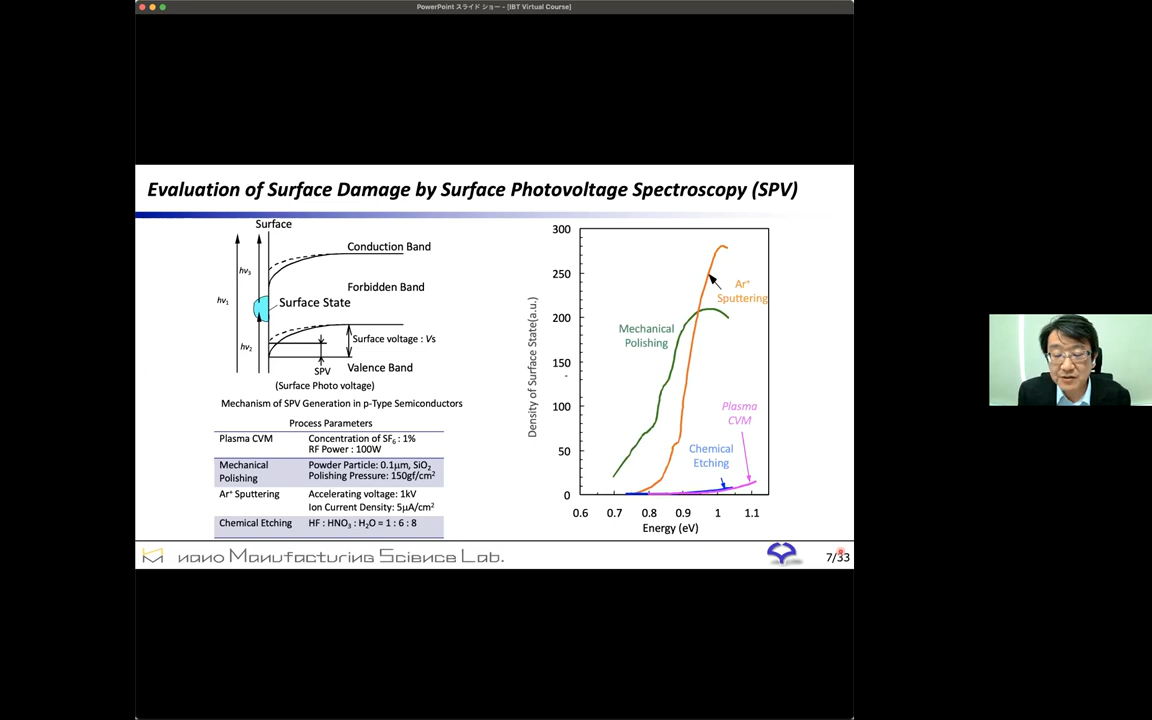 PowerPoint スライド ショー - [IBT Virtual Course]
Evaluation of Surface Damage by Surface Photovoltage Spectroscopy (SPV)
Surface
Conduction Band
hν3
Forbidden Band
hν1
Surface State
hν2
Surface voltage : Vs
SPV
Valence Band
(Surface Photo voltage)
Mechanism of SPV Generation in p-Type Semiconductors
Process Parameters
Plasma CVM
Concentration of SF6 : 1%
RF Power : 100W
Mechanical
Polishing
Powder Particle: 0.1μm, SiO2
Polishing Pressure: 150gf/cm2
Ar+ Sputtering
Accelerating voltage: 1kV
Ion Current Density: 5μA/cm2
Chemical Etching
HF : HNO3 : H2O = 1 : 6 : 8
Density of Surface State(a.u.)
300
250
200
150
100
50
0
0.6 0.7 0.8 0.9 1 1.1
Energy (eV)
Ar+
Sputtering
Mechanical
Polishing
Plasma
CVM
Chemical
Etching
nano Manufacturing Science Lab.
7/33